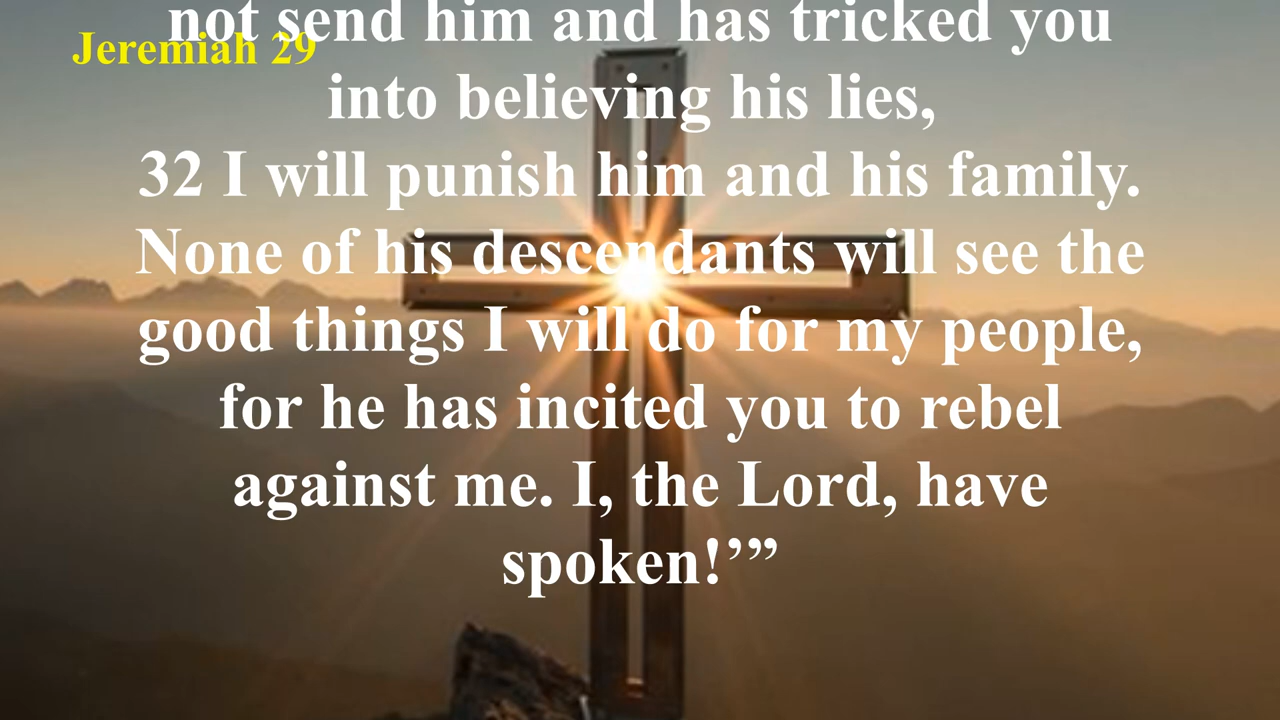 not send him and has tricked you
Jeremiah 29
into believing his lies,
32 I will punish him and his family.
None of his descendants will see the
good things I will do for my people,
for he has incited you to rebel
against me. I, the Lord, have
spoken!’”